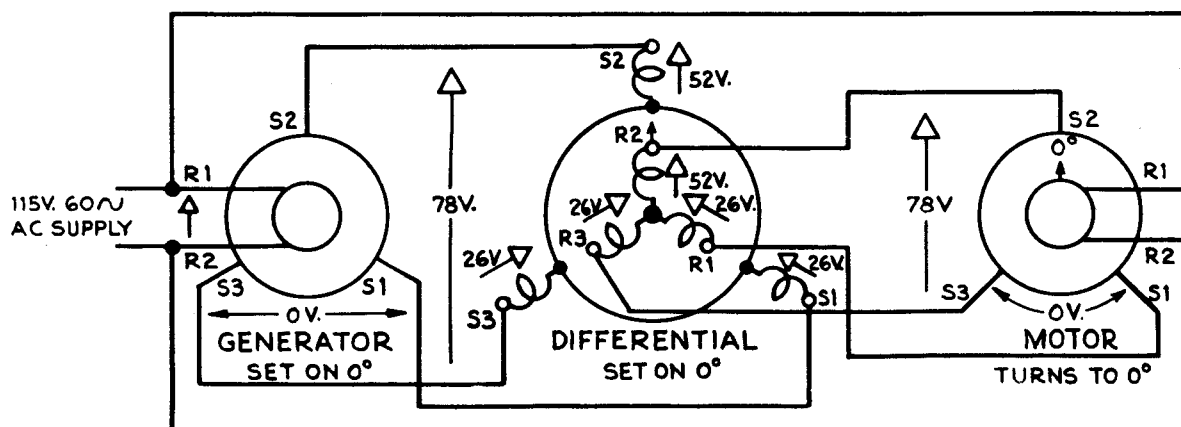 115V. 60~
AC SUPPLY
R1
R2
S2
S3
S1
0V.
GENERATOR
SET ON 0°
78V.
S2
52V.
R2
52V.
26V.
26V.
R3
R1
26V.
26V.
S3
S1
DIFFERENTIAL
SET ON 0°
78V
S2
0°
R1
R2
S3
S1
0V.
MOTOR
TURNS TO 0°